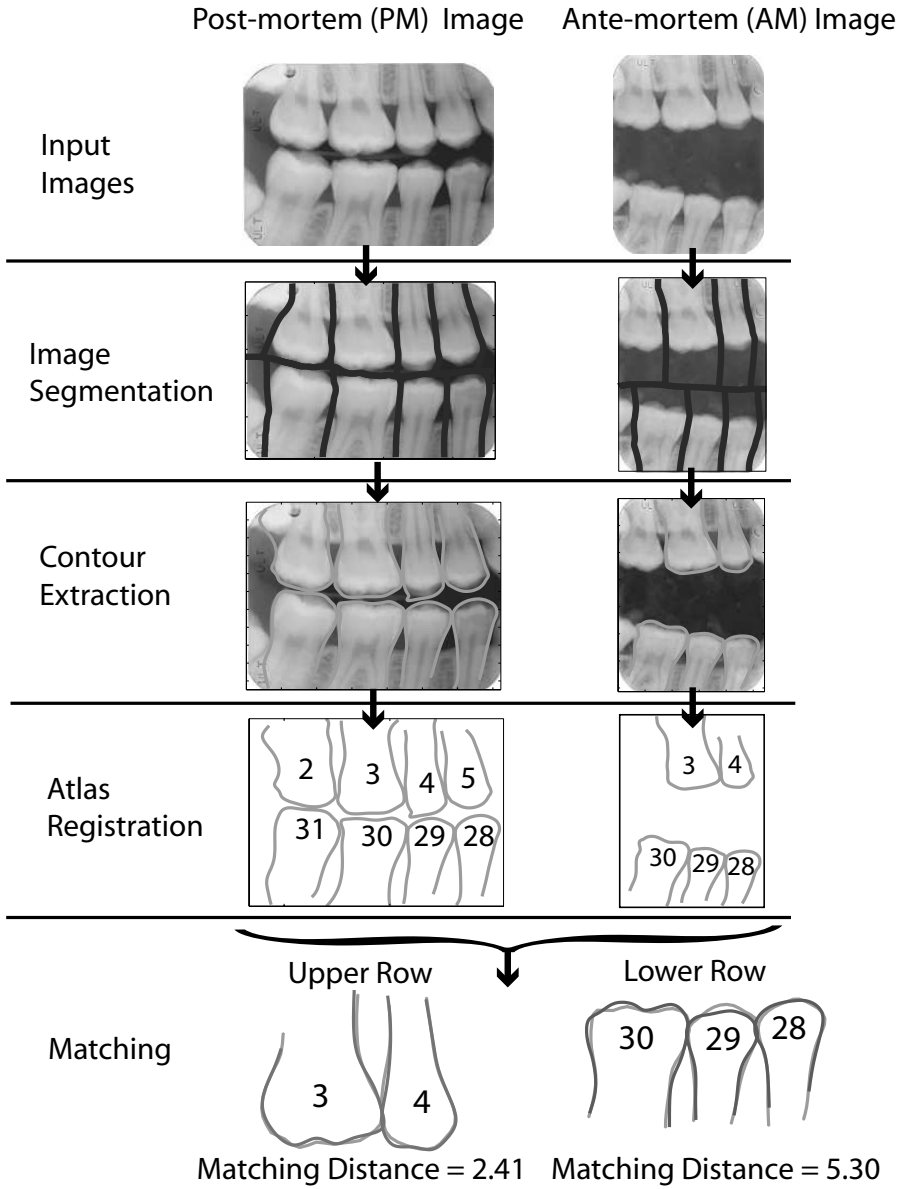 Post-mortem (PM) Image
Ante-mortem (AM) Image
Input
Images
ULT
ULT
Image
Segmentation
Contour
Extraction
Atlas
Registration
2 3 4 5
31 30 29 28
3 4
30 29 28
Upper Row
Lower Row
Matching
3 4
30 29 28
Matching Distance = 2.41
Matching Distance = 5.30